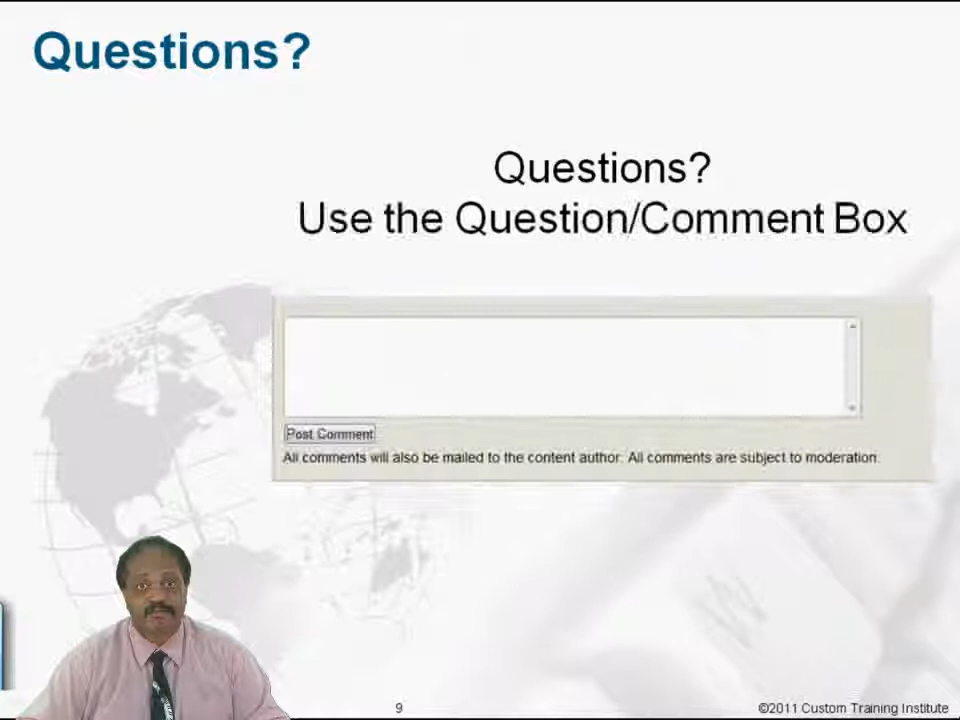 Questions?
Questions?
Use the Question/Comment Box
Post Comment
All comments will also be mailed to the content author. All comments are subject to moderation.
9
©2011 Custom Training Institute